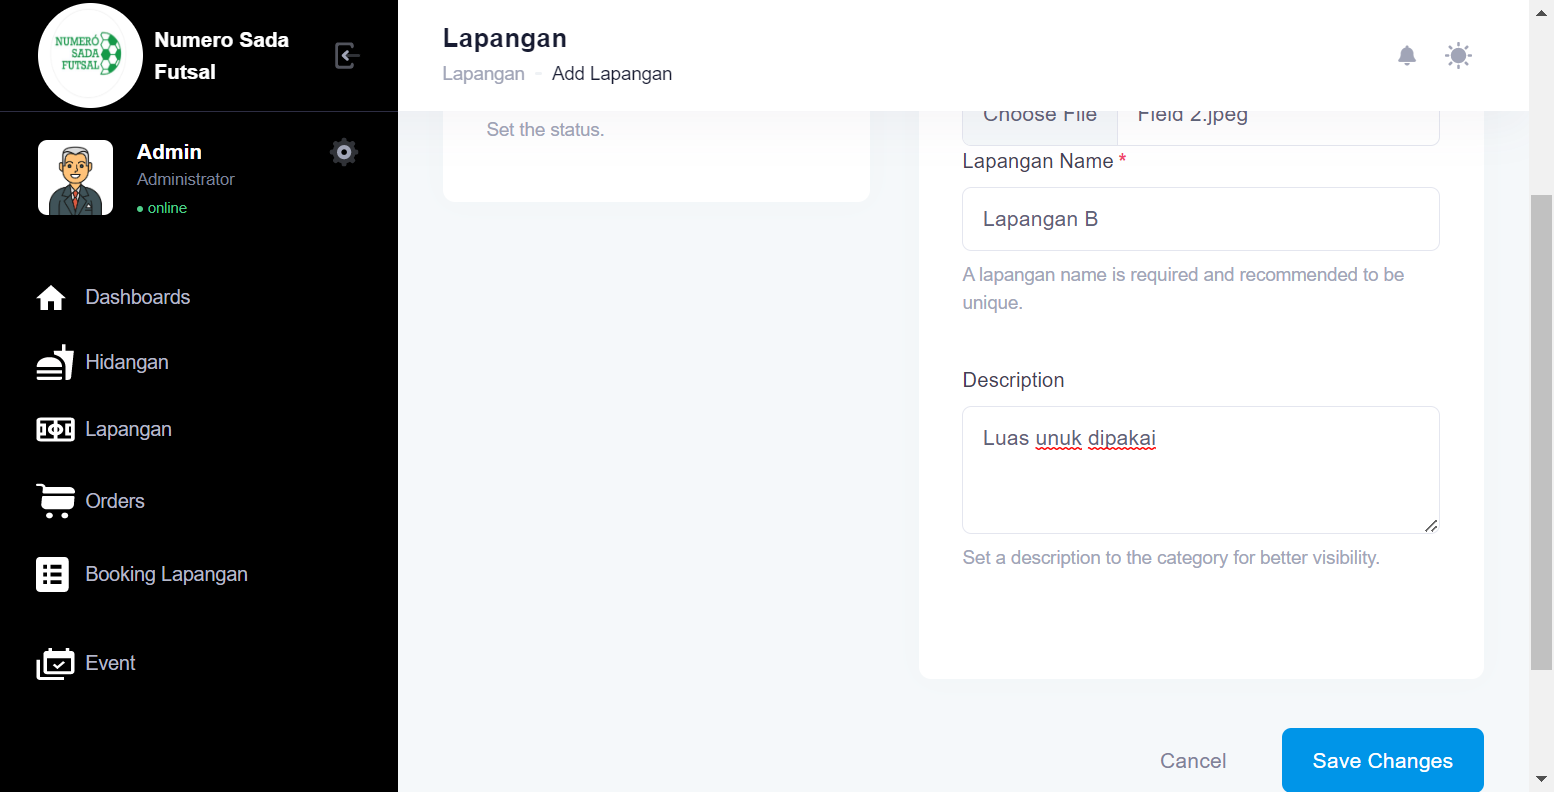 NUMERÓ
SADA
FUTSAL
Numero Sada
Futsal
Admin
Administrator
online
Dashboards
Hidangan
Lapangan
Orders
Booking Lapangan
Event
Lapangan
Lapangan - Add Lapangan
Set the status.
Choose File Field 2.jpeg
Lapangan Name *
Lapangan B
A lapangan name is required and recommended to be
unique.
Description
Luas unuk dipakai
Set a description to the category for better visibility.
Cancel
Save Changes